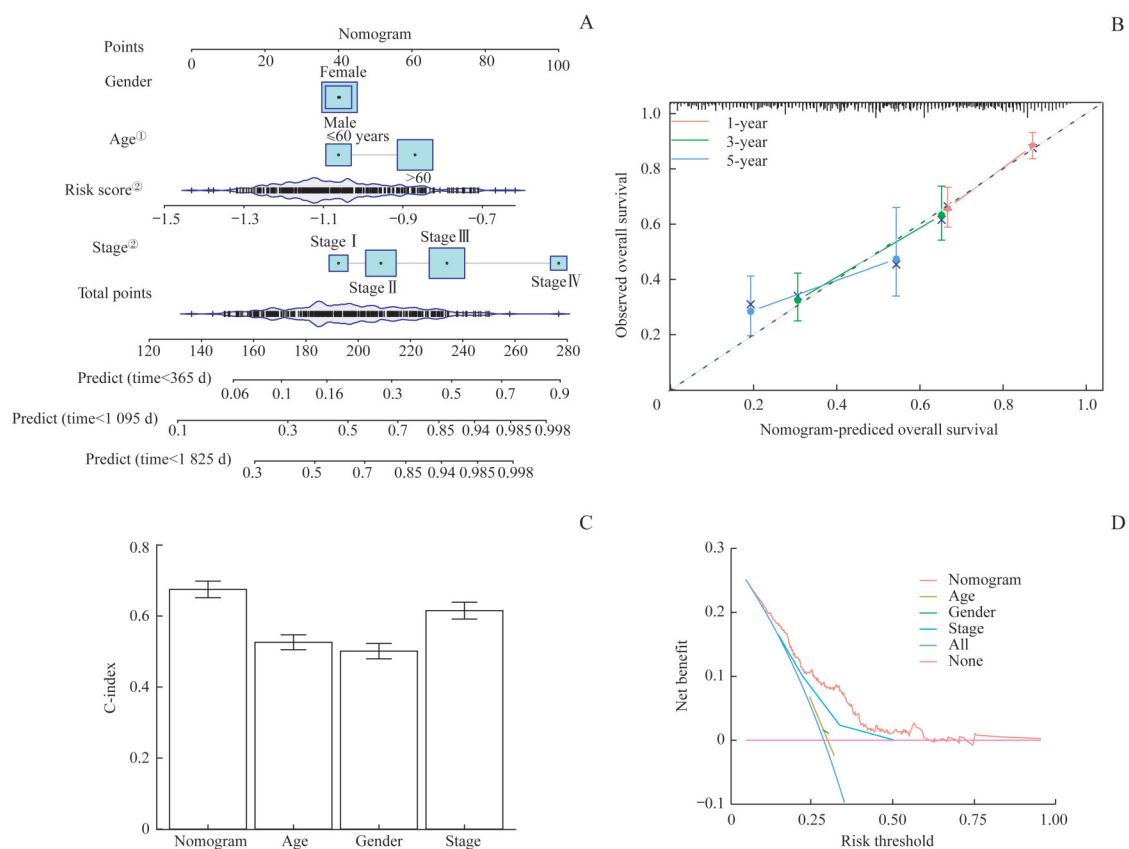 A
Nomogram
Points
0 20 40 60 80 100
Gender
Female
Male
Age①
≤60 years
>60
Risk score②
−1.5 −1.3 −1.1 −0.9 −0.7
Stage②
Stage Ⅰ
Stage Ⅱ
Stage Ⅲ
Stage Ⅳ
Total points
120 140 160 180 200 220 240 260 280
Predict (time<365 d)
0.06 0.1 0.16 0.3 0.5 0.7 0.9
Predict (time<1 095 d)
0.1 0.3 0.5 0.7 0.85 0.94 0.985 0.998
Predict (time<1 825 d)
0.3 0.5 0.7 0.85 0.94 0.985 0.998
B
1-year
3-year
5-year
Observed overall survival
1.0
0.8
0.6
0.4
0.2
0 0.2 0.4 0.6 0.8 1.0
Nomogram-prediced overall survival
C
C-index
0.8
0.6
0.4
0.2
0
Nomogram Age Gender Stage
D
Net benefit
0.3
0.2
0.1
0
−0.1
Nomogram
Age
Gender
Stage
All
None
0 0.25 0.50 0.75 1.00
Risk threshold